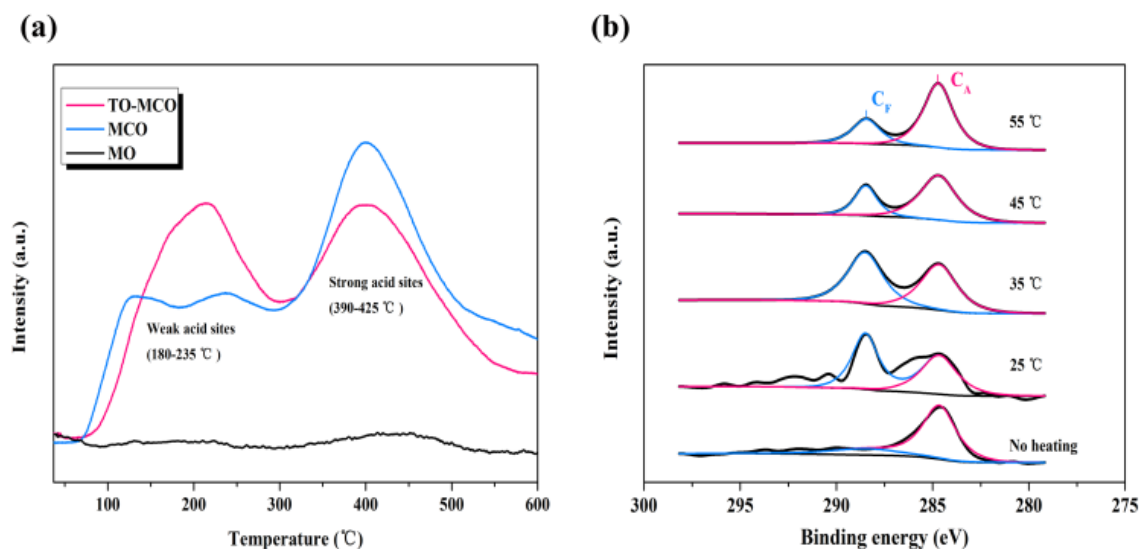 (a)
TO-MCO
MCO
MO
Weak acid sites
(180-235 ℃ )
Strong acid sites
(390-425 ℃ )
Intensity (a.u.)
100 200 300 400 500 600
Temperature (℃)
(b)
C_F C_A
55 ℃
45 ℃
35 ℃
25 ℃
No heating
Intensity (a.u.)
300 295 290 285 280 275
Binding energy (eV)